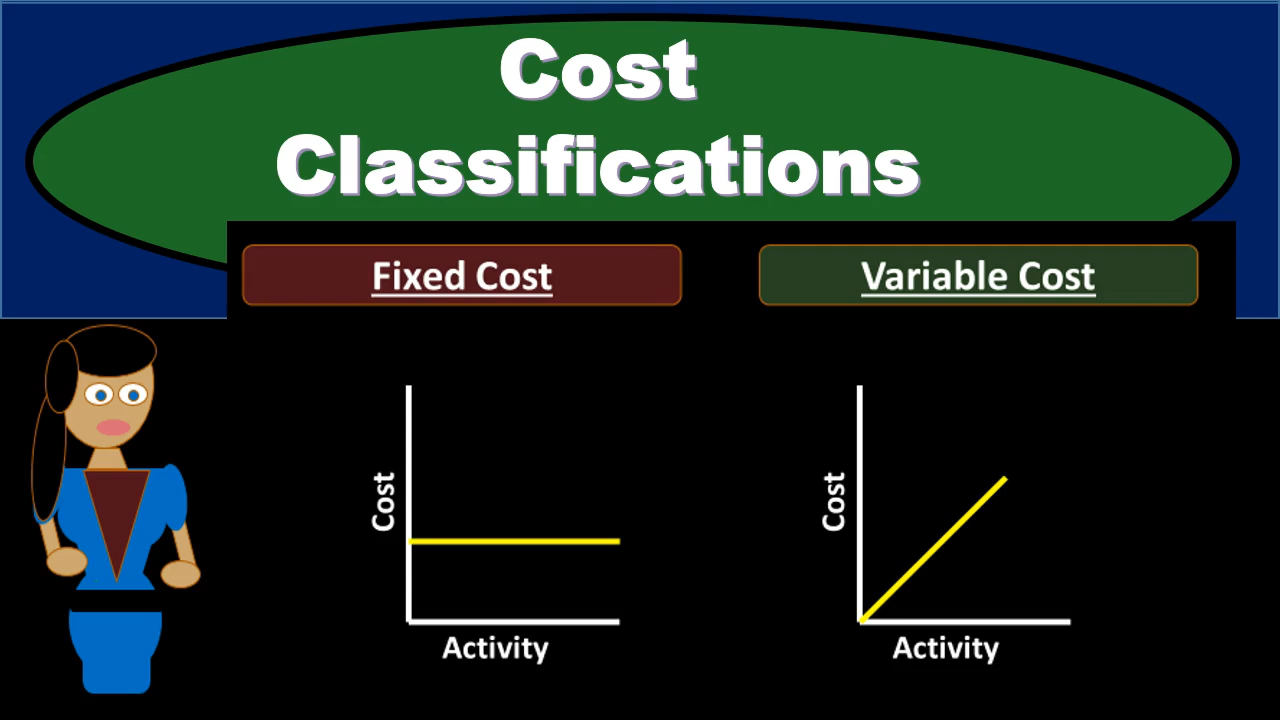 Cost
Classifications
Fixed Cost
Variable Cost
Cost
Activity
Cost
Activity